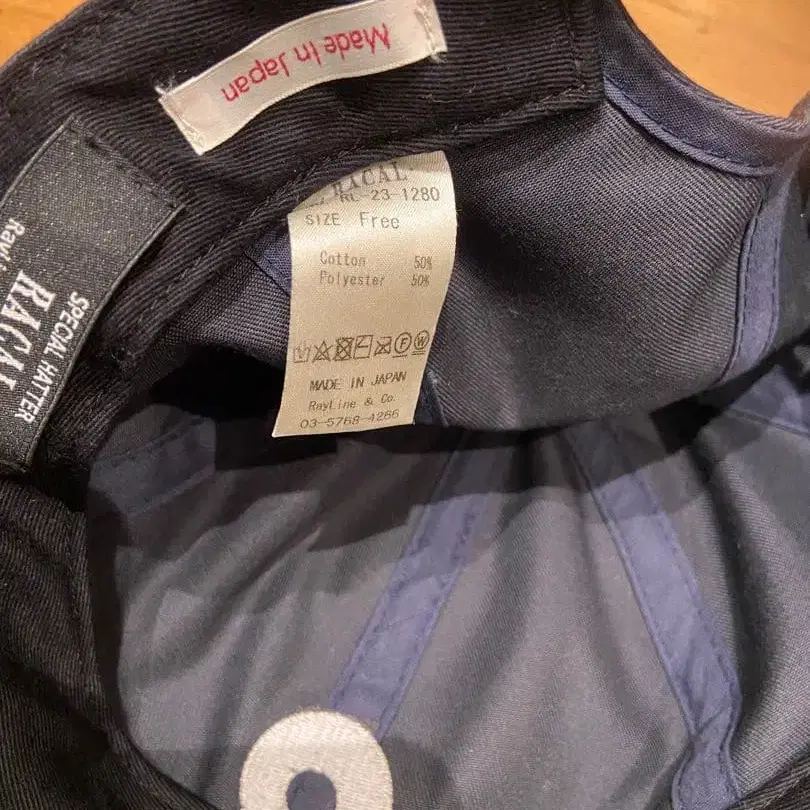 Made In Japan
RACAL
RL-23-1280
SIZE Free
Cotton 50%
Polyester 50%
F W
MADE IN JAPAN
RayLine & Co.
03-5768-4266
SPECIAL HATTER
RACAL